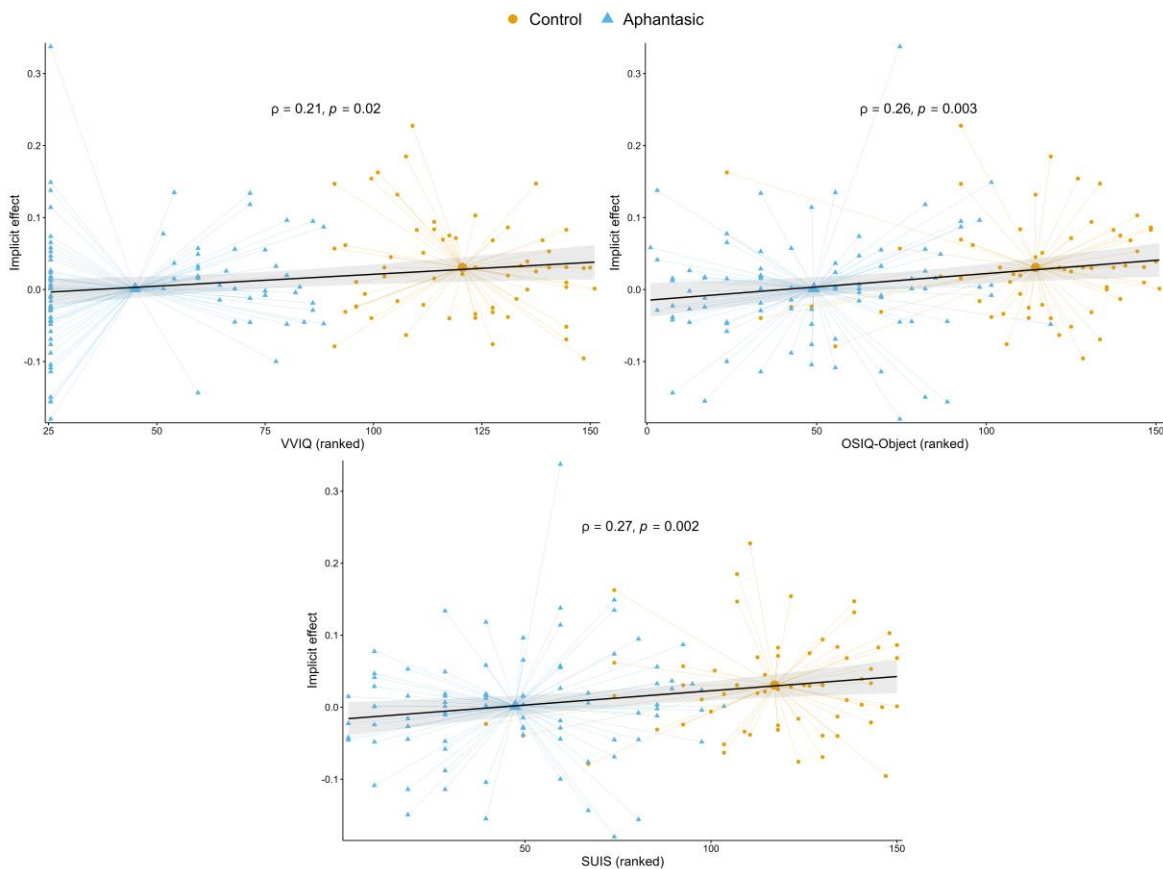 Control Aphantasic
ρ = 0.21, p = 0.02
Implicit effect
0.3
0.2
0.1
0.0
-0.1
25 50 75 100 125 150
VVIQ (ranked)
ρ = 0.26, p = 0.003
Implicit effect
0.3
0.2
0.1
0.0
-0.1
0 50 100 150
OSIQ-Object (ranked)
ρ = 0.27, p = 0.002
Implicit effect
0.3
0.2
0.1
0.0
-0.1
50 100 150
SUIS (ranked)